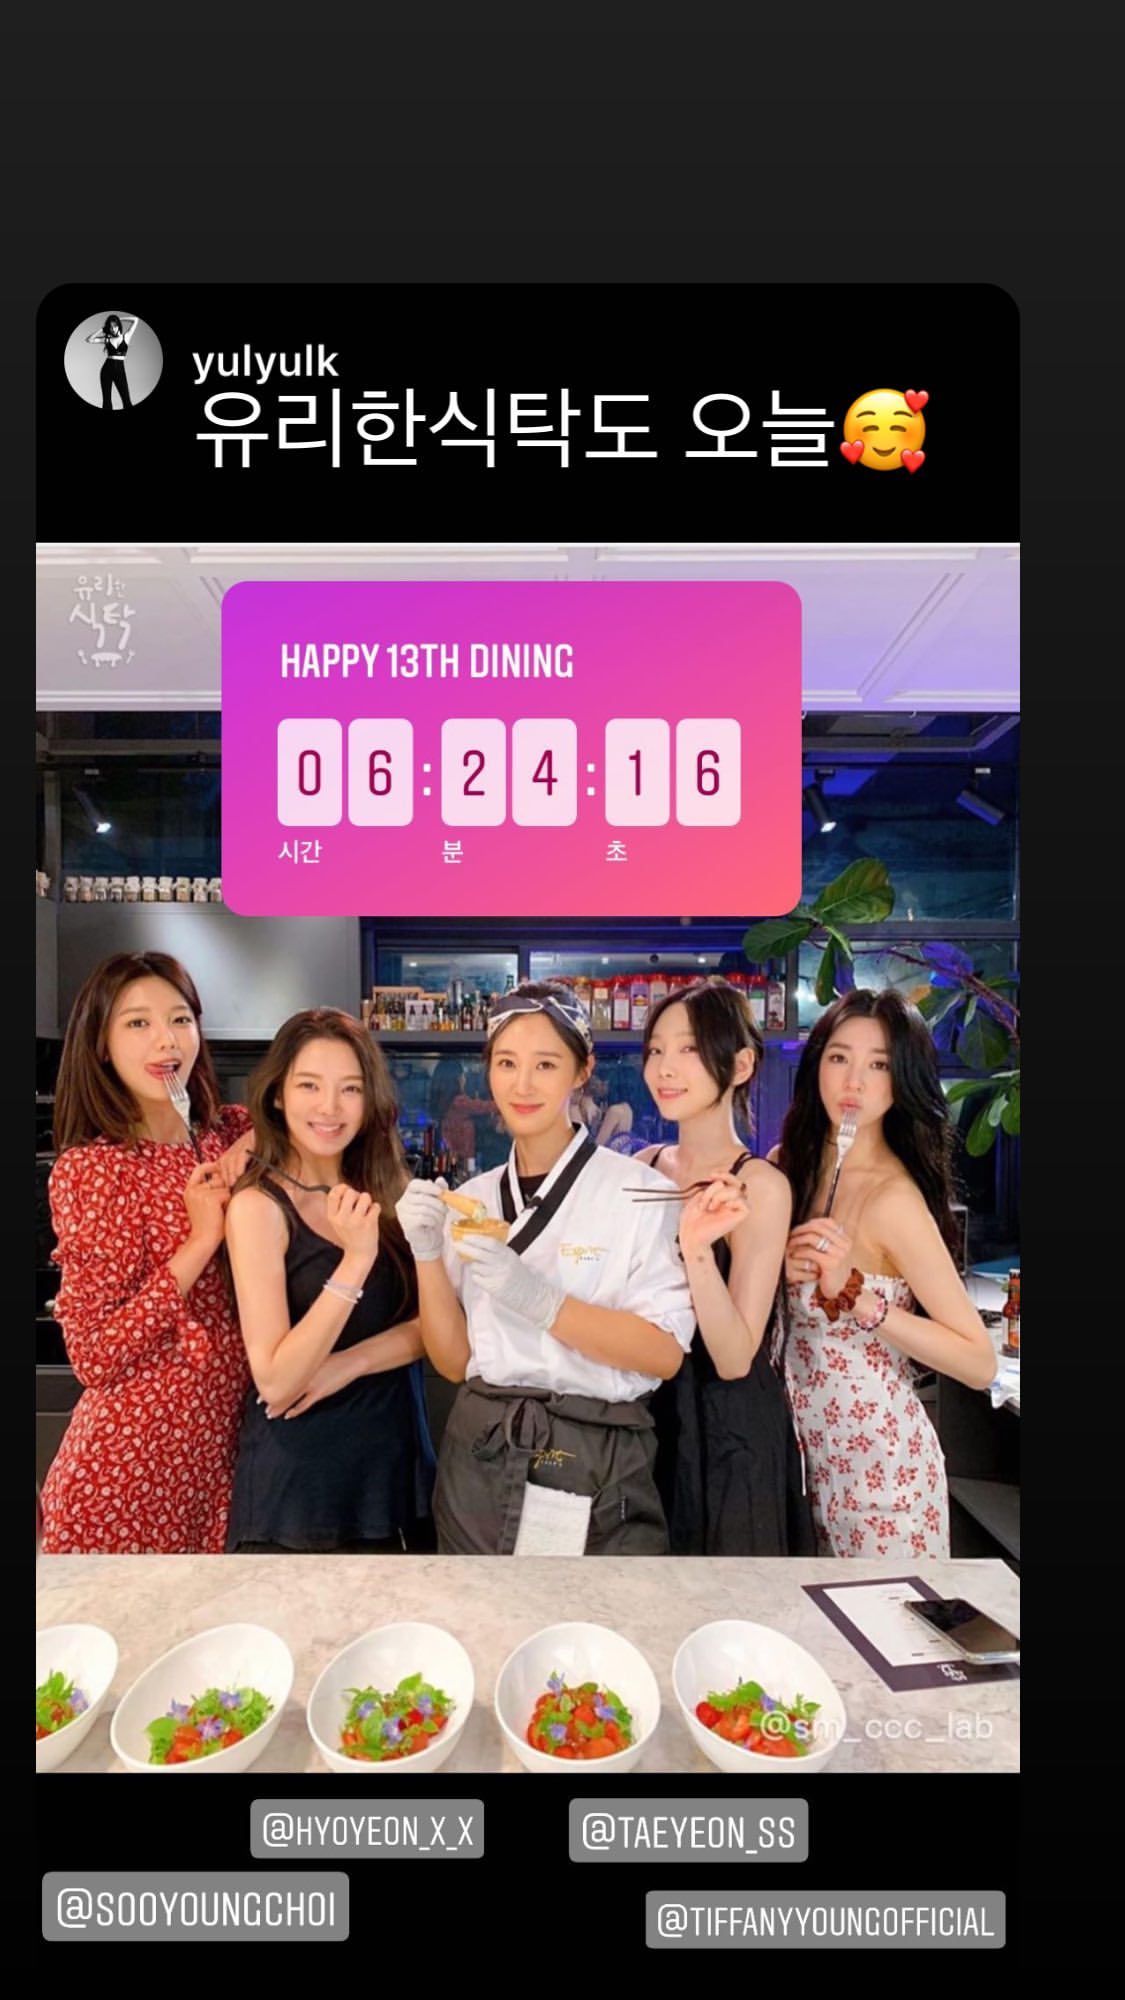 yulyulk
유리한식탁도 오늘🥰
유리한
식탁
HAPPY 13TH DINING
06:24:16
시간 분 초
@sm_ccc_lab
@HYOYEON_X_X @TAEYEON_SS
@SOOYOUNGCHOI
@TIFFANYYOUNGOFFICIAL